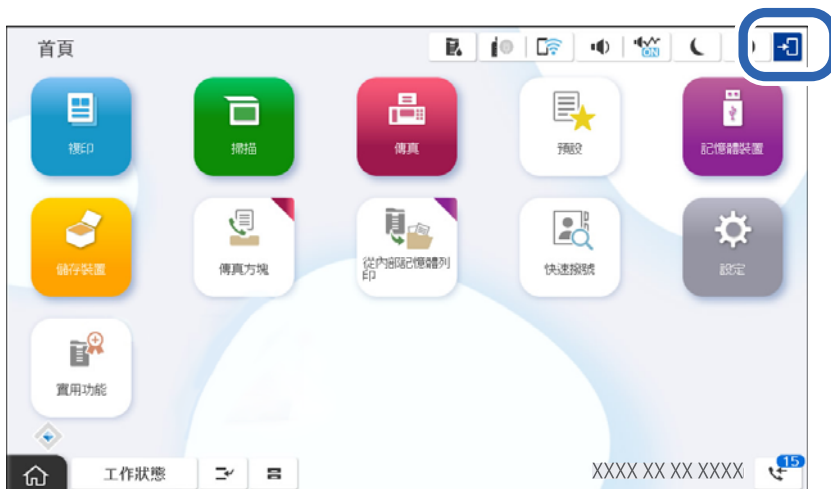 首頁
ON
複印
掃描
傳真
預設
記憶體裝置
儲存裝置
傳真方塊
從內部記憶體列
印
快速撥號
設定
實用功能
工作狀態
XXXX XX XX XXXX
15